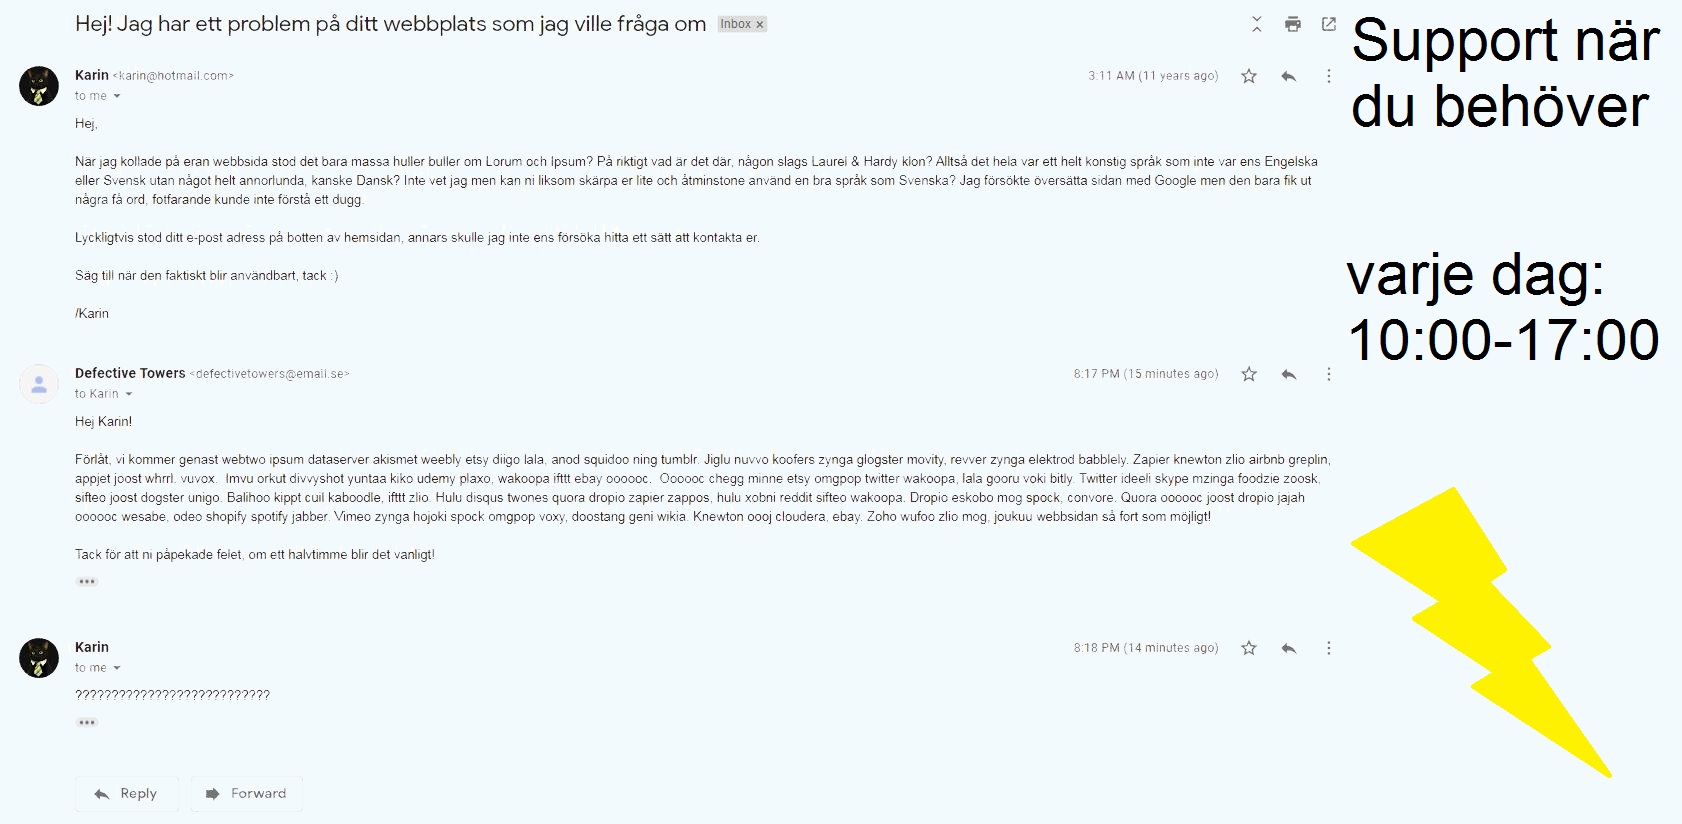 Hej! Jag har ett problem på ditt webbplats som jag ville fråga om Inbox x
Support när
du behöver
Karin <karin@hotmail.com> 3:11 AM (11 years ago)
to me
Hej,
När jag kollade på eran webbsida stod det bara massa huller buller om Lorum och Ipsum? På riktigt vad är det där, någon slags Laurel & Hardy klon? Alltså det hela var ett helt konstig språk som inte var ens Engelska
eller Svensk utan något helt annorlunda, kanske Dansk? Inte vet jag men kan ni liksom skärpa er lite och åtminstone använd en bra språk som Svenska? Jag försökte översätta sidan med Google men den bara fik ut
några få ord, fotfarande kunde inte förstå ett dugg.
Lyckligtvis stod ditt e-post adress på botten av hemsidan, annars skulle jag inte ens försöka hitta ett sätt att kontakta er.
Säg till när den faktiskt blir användbart, tack :)
/Karin
varje dag:
10:00-17:00
Defective Towers <defectivetowers@email.se> 8:17 PM (15 minutes ago)
to Karin
Hej Karin!
Förlåt, vi kommer genast webtwo ipsum dataserver akismet weebly etsy diigo lala, anod squidoo ning tumblr. Jiglu nuvvo koofers zynga glogster movity, revver zynga elektrod babblely. Zapier knewton zlio airbnb greplin,
appjet joost whrrl. vuvox.  Imvu orkut divvyshot yuntaa kiko udemy plaxo, wakoopa ifttt ebay oooooc.  Oooooc chegg minne etsy omgpop twitter wakoopa, lala gooru voki bitly. Twitter ideeli skype mzinga foodzie zoosk,
sifteo joost dogster unigo. Balihoo kippt cuil kaboodle, ifttt zlio. Hulu disqus twones quora dropio zapier zappos, hulu xobni reddit sifteo wakoopa. Dropio eskobo mog spock, convore. Quora oooooc joost dropio jajah
oooooc wesabe, odeo shopify spotify jabber. Vimeo zynga hojoki spock omgpop voxy, doostang geni wikia. Knewton oooj cloudera, ebay. Zoho wufoo zlio mog, joukuu webbsidan så fort som möjligt!
Tack för att ni påpekade felet, om ett halvtimme blir det vanligt!
Karin 8:18 PM (14 minutes ago)
to me
???????????????????????????
Reply Forward